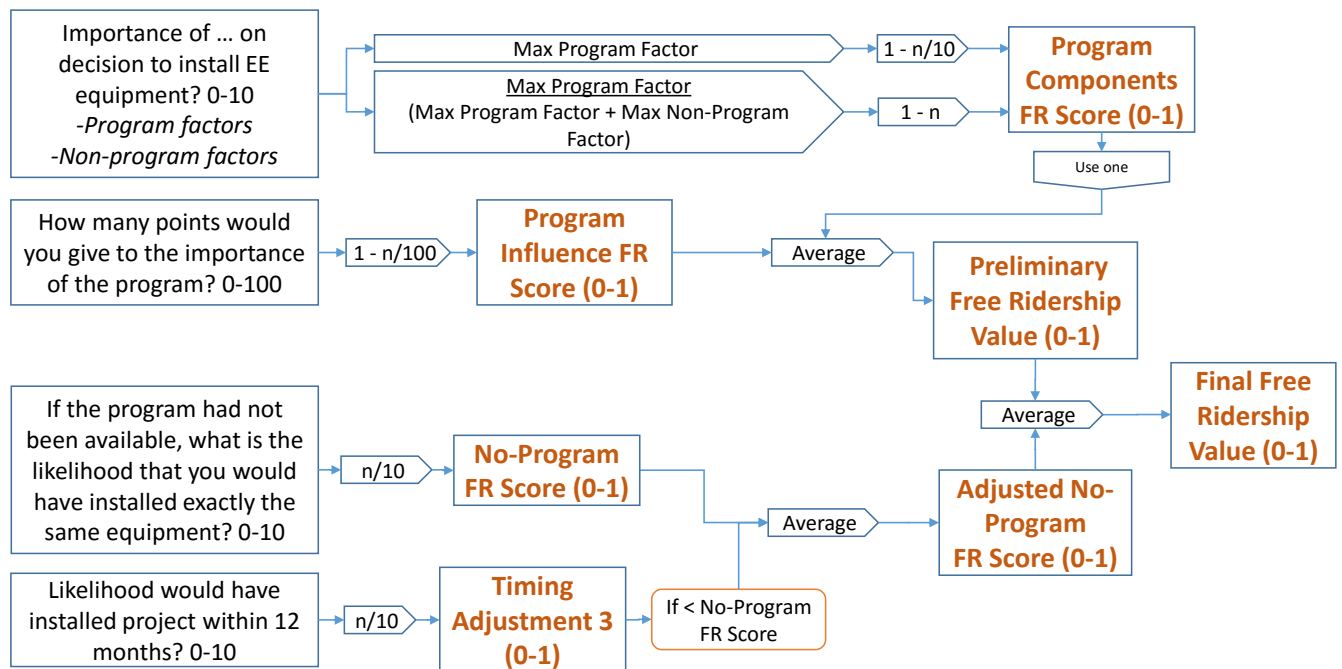 Importance of … on
decision to install EE
equipment? 0-10
-Program factors
-Non-program factors
Max Program Factor
1 - n/10
Max Program Factor
(Max Program Factor + Max Non-Program
Factor)
1 - n
Program
Components
FR Score (0-1)
Use one
How many points would
you give to the importance
of the program? 0-100
1 - n/100
Program
Influence FR
Score (0-1)
Average
Preliminary
Free Ridership
Value (0-1)
If the program had not
been available, what is the
likelihood that you would
have installed exactly the
same equipment? 0-10
n/10
No-Program
FR Score (0-1)
Average
Adjusted No-
Program
FR Score (0-1)
Average
Final Free
Ridership
Value (0-1)
Likelihood would have
installed project within 12
months? 0-10
n/10
Timing
Adjustment 3
(0-1)
If < No-Program
FR Score